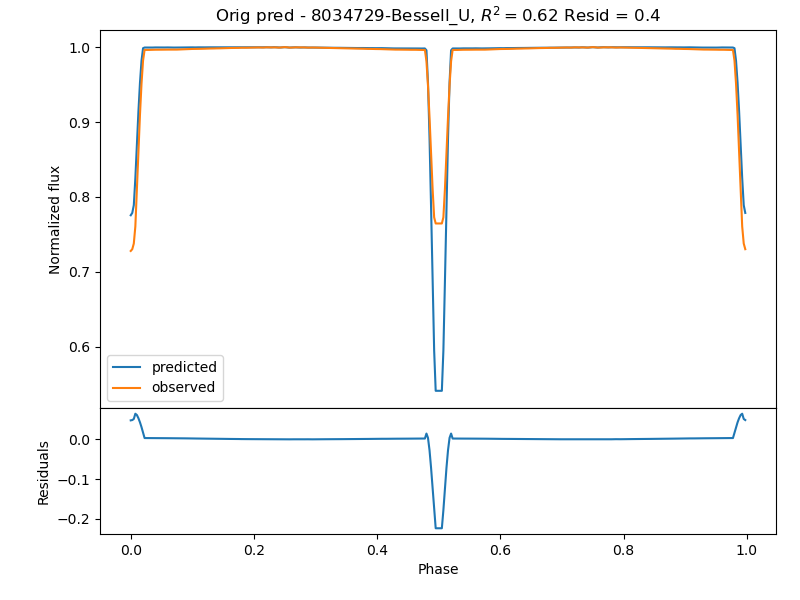 Orig pred - 8034729-Bessell_U, R² = 0.62 Resid = 0.4
1.0
0.9
0.8
0.7
0.6
Normalized flux
predicted
observed
0.0
−0.1
−0.2
Residuals
0.0 0.2 0.4 0.6 0.8 1.0
Phase